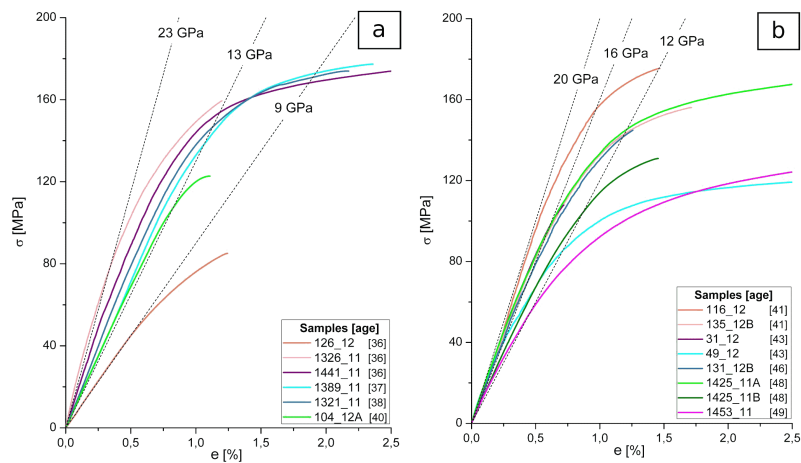 a
23 GPa
13 GPa
9 GPa
200
160
120
80
40
0
σ [MPa]
0,0 0,5 1,0 1,5 2,0 2,5
e [%]
Samples [age]
126_12 [36]
1326_11 [36]
1441_11 [36]
1389_11 [37]
1321_11 [38]
104_12A [40]
b
20 GPa
16 GPa
12 GPa
200
160
120
80
40
0
σ [MPa]
0,0 0,5 1,0 1,5 2,0 2,5
e [%]
Samples [age]
116_12 [41]
135_12B [41]
31_12 [43]
49_12 [43]
131_12B [46]
1425_11A [48]
1425_11B [48]
1453_11 [49]